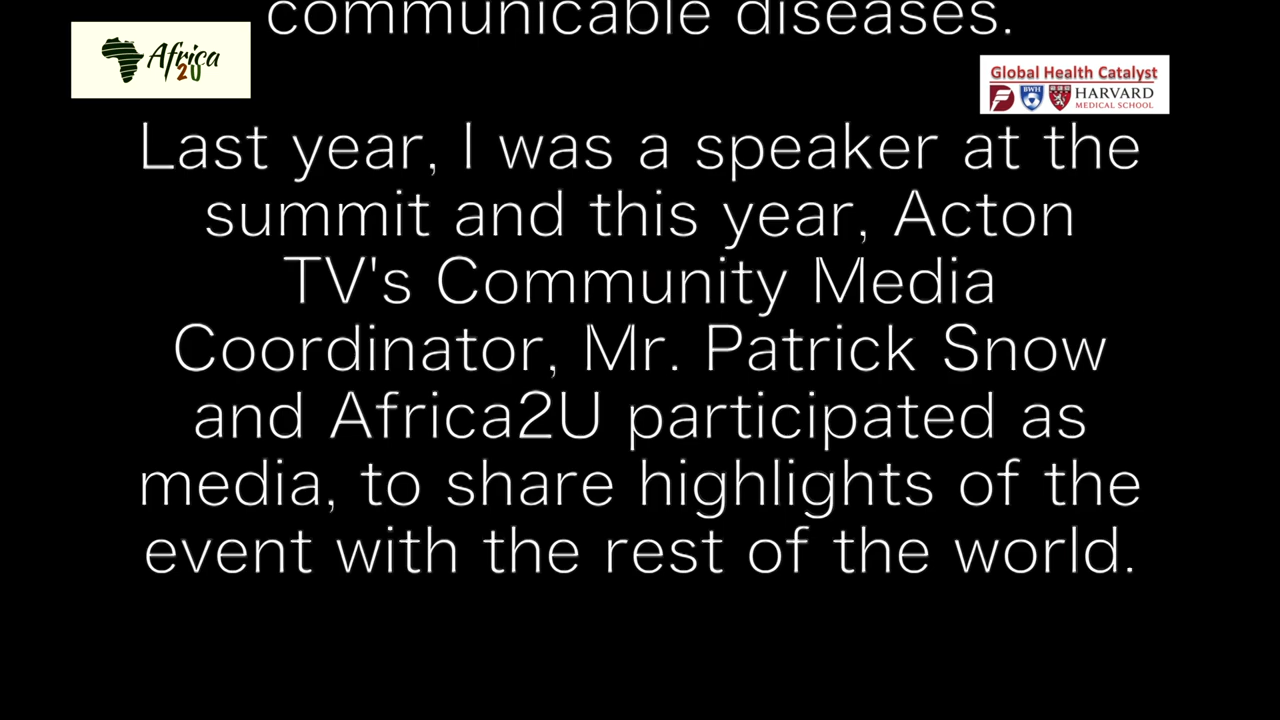 communicable diseases.
Africa
2U
Global Health Catalyst
BWH
HARVARD
MEDICAL SCHOOL
Last year, I was a speaker at the
summit and this year, Acton
TV's Community Media
Coordinator, Mr. Patrick Snow
and Africa2U participated as
media, to share highlights of the
event with the rest of the world.